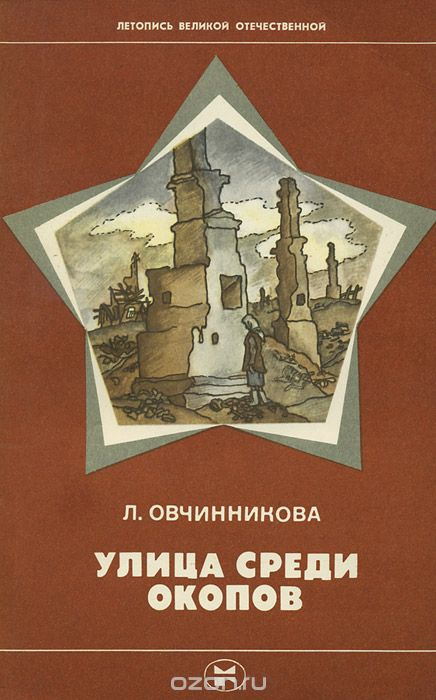 ЛЕТОПИСЬ ВЕЛИКОЙ ОТЕЧЕСТВЕННОЙ
Л. ОВЧИННИКОВА
УЛИЦА СРЕДИ
ОКОПОВ
ozon.ru